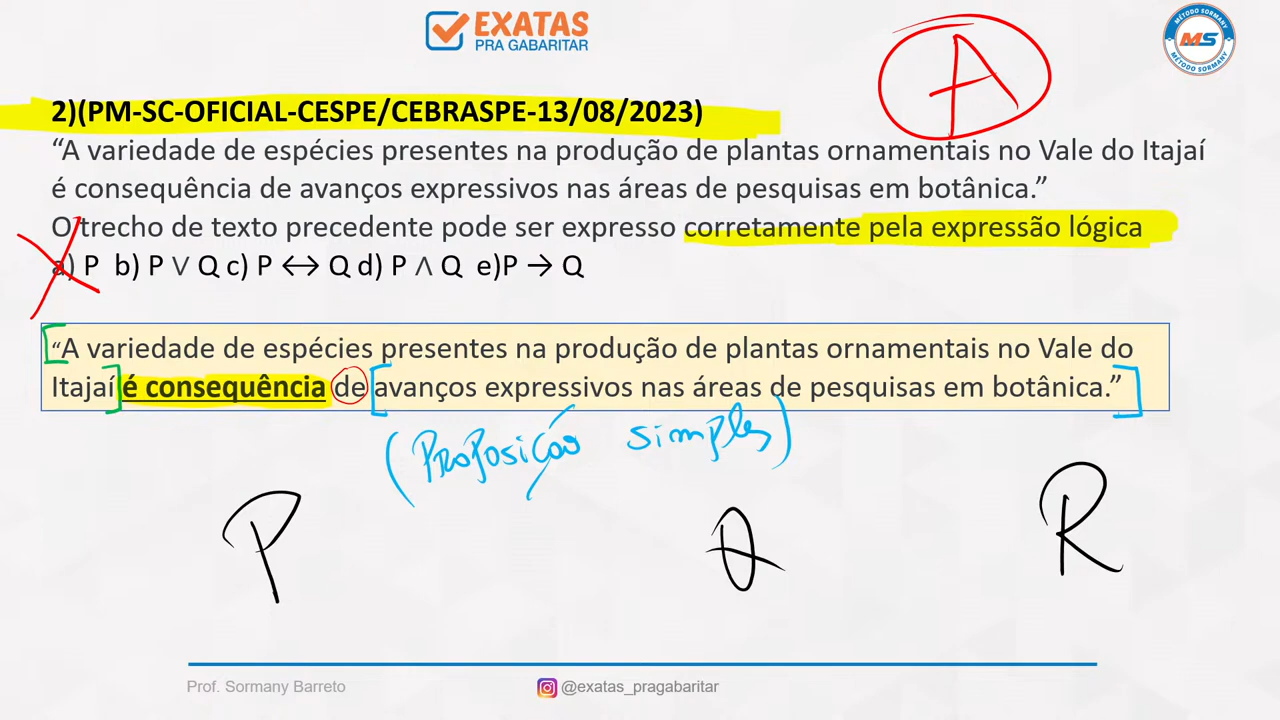 EXATAS
PRA GABARITAR
MÉTODO SORMANY
MS
MÉTODO SORMANY
A
2)(PM-SC-OFICIAL-CESPE/CEBRASPE-13/08/2023)
“A variedade de espécies presentes na produção de plantas ornamentais no Vale do Itajaí
é consequência de avanços expressivos nas áreas de pesquisas em botânica.”
O trecho de texto precedente pode ser expresso corretamente pela expressão lógica
a) P b) P ∨ Q c) P ↔ Q d) P ∧ Q e)P → Q
“A variedade de espécies presentes na produção de plantas ornamentais no Vale do
Itajaí é consequência de avanços expressivos nas áreas de pesquisas em botânica.”
(PROPOSIÇÃO simples)
P Q R
Prof. Sormany Barreto
@exatas_pragabaritar